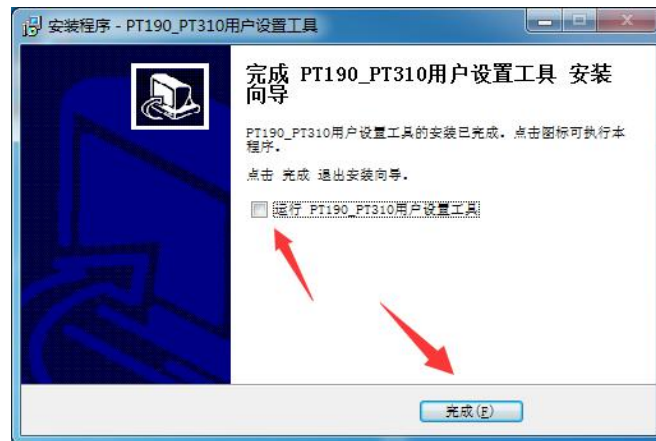 安装程序 - PT190_PT310用户设置工具
完成 PT190_PT310用户设置工具 安装
向导
PT190_PT310用户设置工具的安装已完成. 点击图标可执行本
程序.
点击 完成 退出安装向导.
运行 PT190_PT310用户设置工具
完成(F)